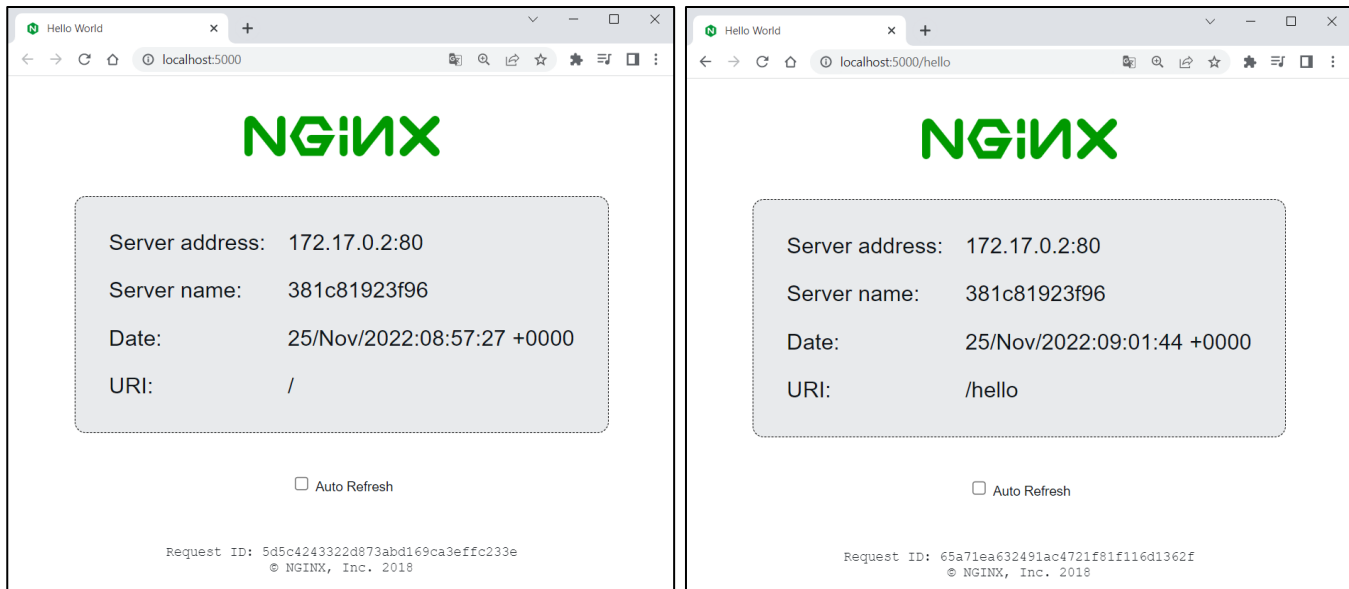 Hello World
localhost:5000
NGINX
Server address: 172.17.0.2:80
Server name: 381c81923f96
Date: 25/Nov/2022:08:57:27 +0000
URI: /
Auto Refresh
Request ID: 5d5c4243322d873abd169ca3effc233e
© NGINX, Inc. 2018
Hello World
localhost:5000/hello
NGINX
Server address: 172.17.0.2:80
Server name: 381c81923f96
Date: 25/Nov/2022:09:01:44 +0000
URI: /hello
Auto Refresh
Request ID: 65a71ea632491ac4721f81f116d1362f
© NGINX, Inc. 2018